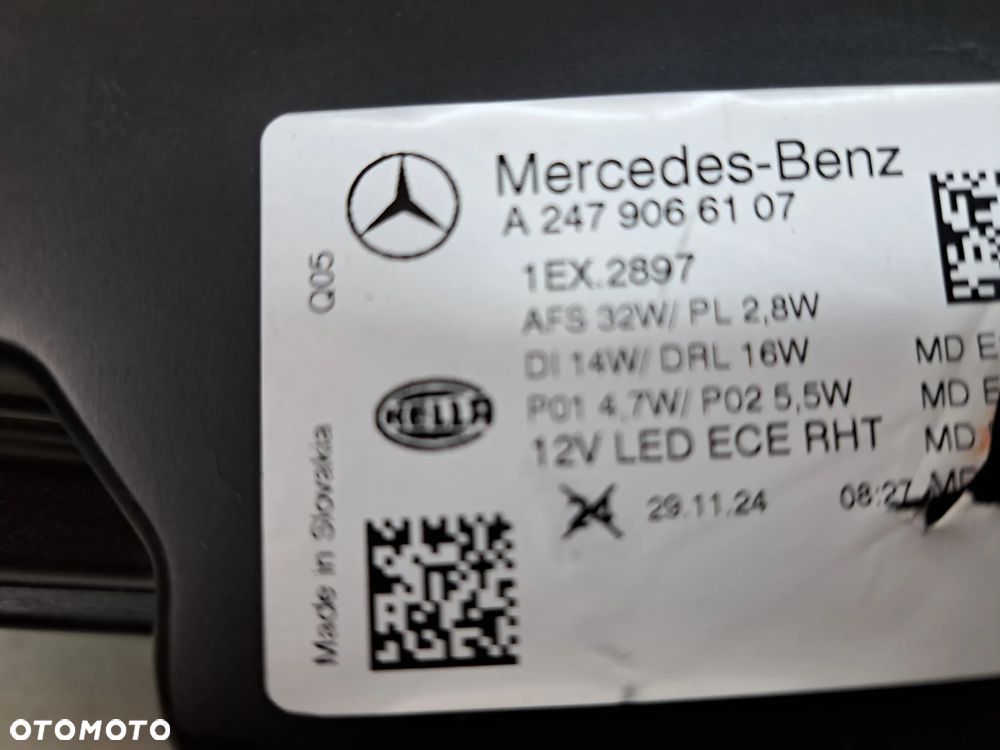 Mercedes-Benz
A 247 906 61 07
1EX.2897
AFS 32W/ PL 2,8W
DI 14W/ DRL 16W
P01 4,7W/ P02 5,5W
12V LED ECE RHT
29.11.24 08:27
MD
MD
MD
Q05
HELLA
Made in Slovakia
OTOMOTO